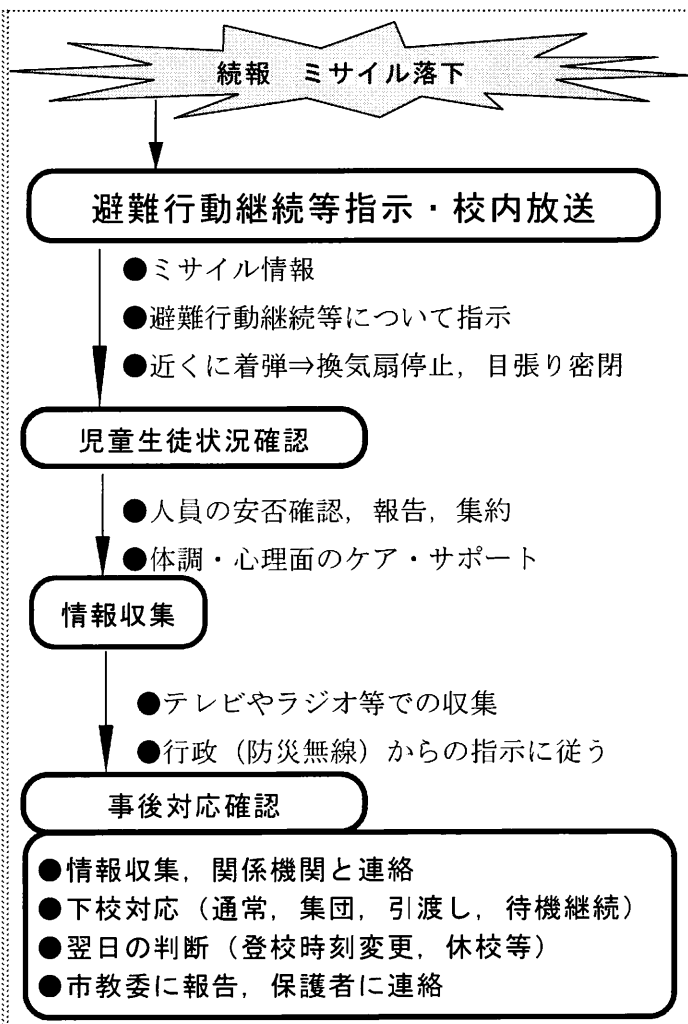 続報　ミサイル落下
避難行動継続等指示・校内放送
●ミサイル情報
●避難行動継続等について指示
●近くに着弾⇒換気扇停止，目張り密閉
児童生徒状況確認
●人員の安否確認，報告，集約
●体調・心理面のケア・サポート
情報収集
●テレビやラジオ等での収集
●行政（防災無線）からの指示に従う
事後対応確認
●情報収集，関係機関と連絡
●下校対応（通常，集団，引渡し，待機継続）
●翌日の判断（登校時刻変更，休校等）
●市教委に報告，保護者に連絡